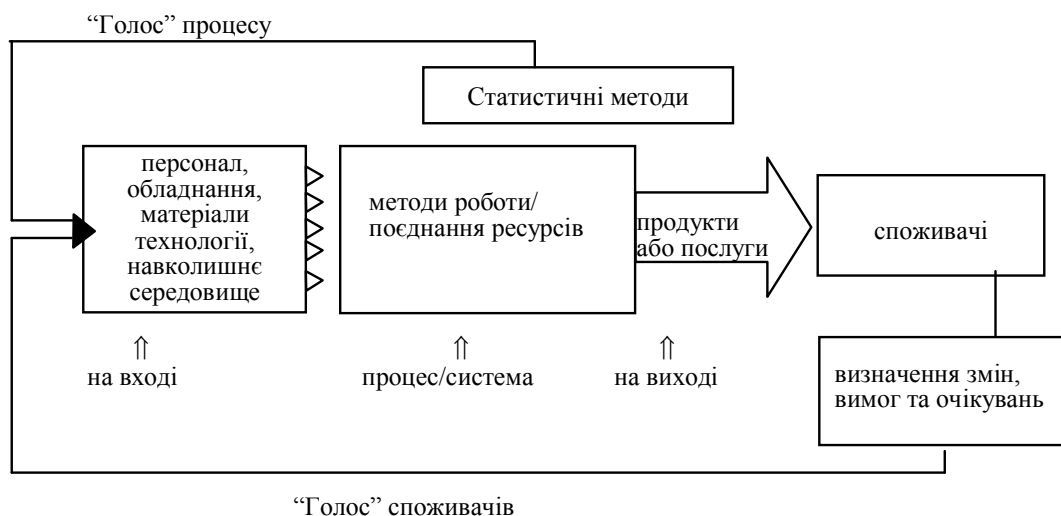 “Голос” процесу
Статистичні методи
персонал,
обладнання,
матеріали
технології,
навколишнє
середовище
методи роботи/
поєднання ресурсів
продукти
або послуги
споживачі
⇑
на вході
⇑
процес/система
⇑
на виході
визначення змін,
вимог та очікувань
“Голос” споживачів